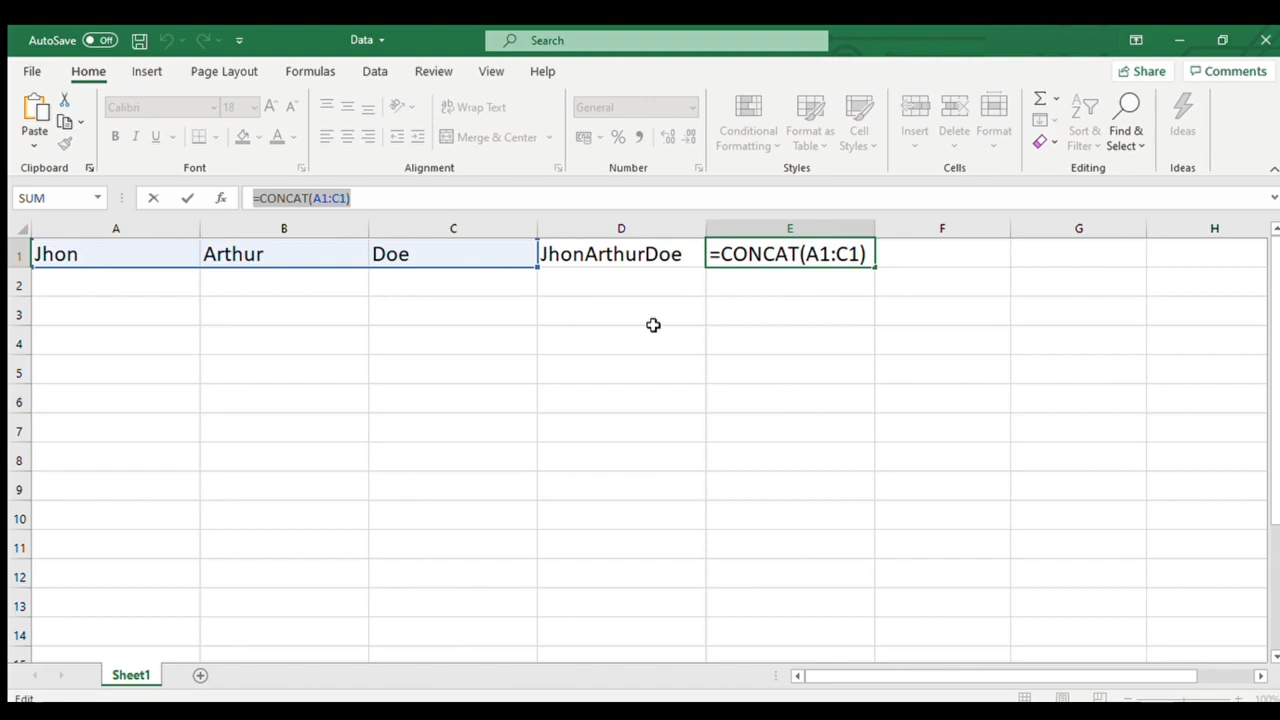 AutoSave Off Data Search
File Home Insert Page Layout Formulas Data Review View Help Share Comments
Paste Calibri 18 A A Wrap Text General Conditional Format as Cell Insert Delete Format Sort & Find & Ideas
B I U A Merge & Center % Formatting Table Styles Filter Select
Clipboard Font Alignment Number Styles Cells Editing Ideas
SUM fx =CONCAT(A1:C1)
A B C D E F G H
1 Jhon Arthur Doe JhonArthurDoe =CONCAT(A1:C1)
2
3
4
5
6
7
8
9
10
11
12
13
14
Sheet1
Edit 100%